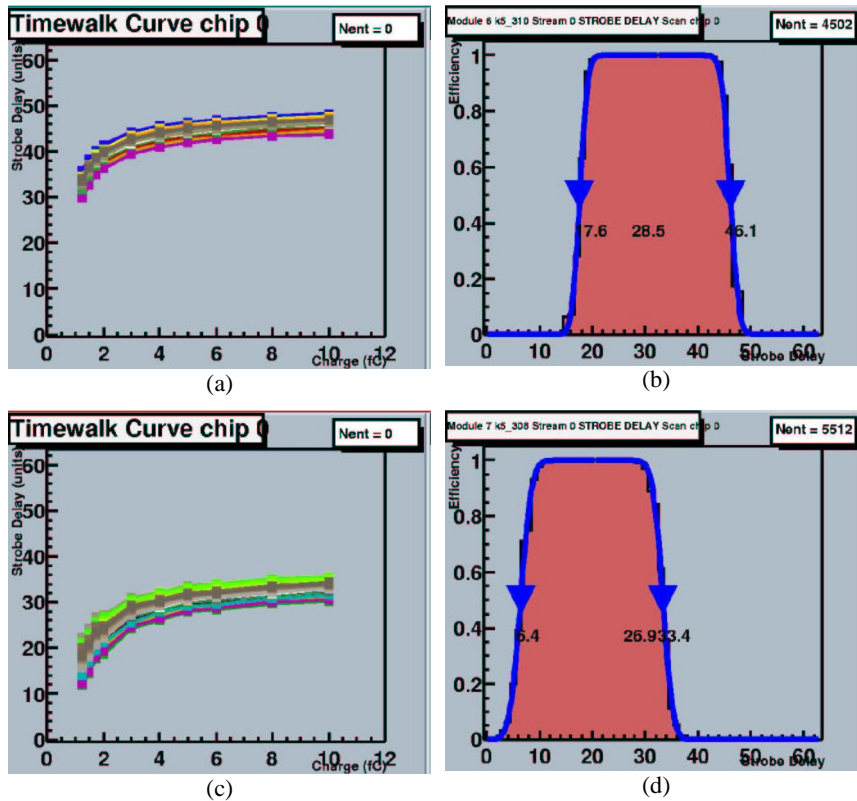 Timewalk Curve chip 0
Nent = 0
Strobe Delay (units)
60
50
40
30
20
10
0
0 2 4 6 8 10 12
Charge (fC)
(a)
Module 6 k5_310 Stream 0 STROBE DELAY Scan chip 0
Nent = 4502
Efficiency
1
0.8
0.6
0.4
0.2
0
17.6 28.5 46.1
0 10 20 30 40 50 60
Strobe Delay
(b)
Timewalk Curve chip 0
Nent = 0
Strobe Delay (units)
60
50
40
30
20
10
0
0 2 4 6 8 10 12
Charge (fC)
(c)
Module 7 k5_308 Stream 0 STROBE DELAY Scan chip 0
Nent = 5512
Efficiency
1
0.8
0.6
0.4
0.2
0
6.4 26.9 33.4
0 10 20 30 40 50 60
Strobe Delay
(d)